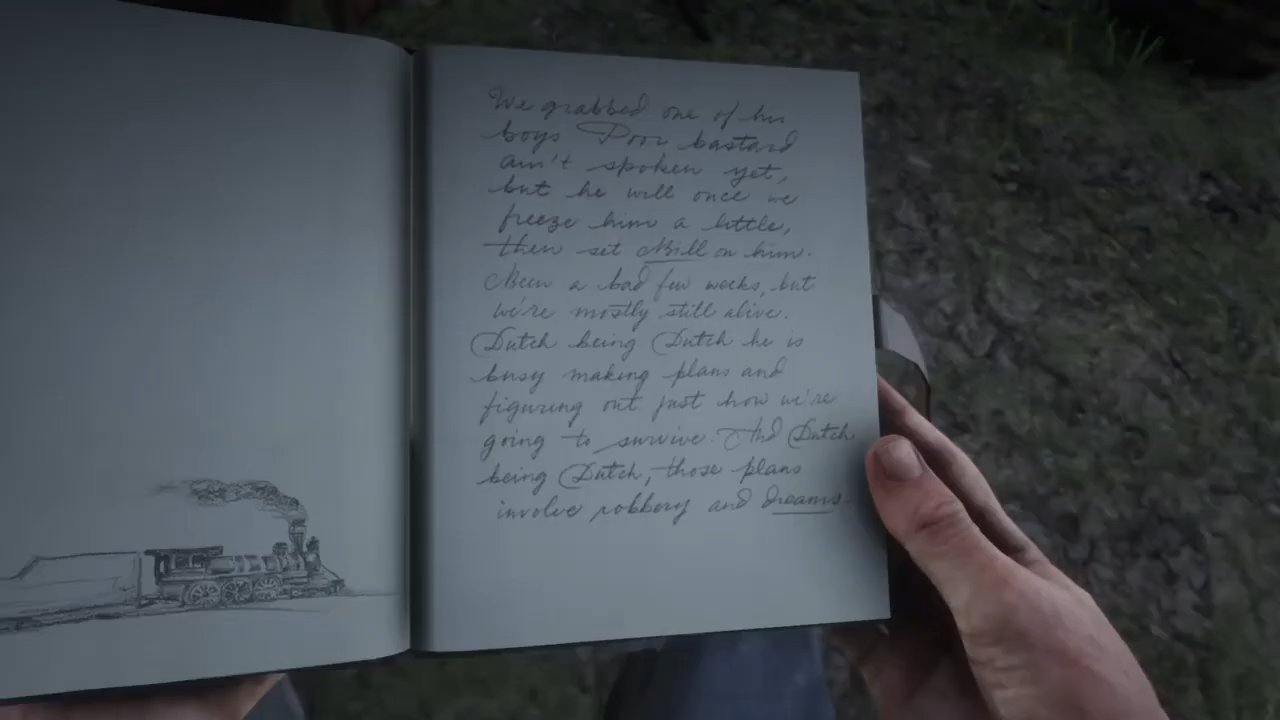 We grabbed one of his
boys Poor bastard
ain't spoken yet,
but he will once we
freeze him a little,
then set Bill on him.
Been a bad few weeks, but
we're mostly still alive.
Dutch being Dutch he is
busy making plans and
figuring out just how we're
going to survive. And Dutch
being Dutch, those plans
involve robbery and dreams.